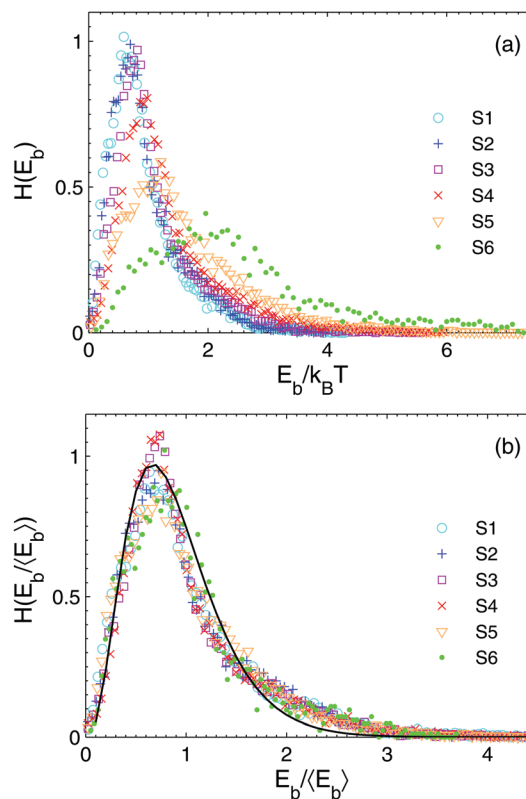 (a)
H(E_b)
1
0.5
0
S1
S2
S3
S4
S5
S6
0 2 4 6
E_b/k_BT
(b)
H(E_b/⟨E_b⟩)
1
0.5
0
S1
S2
S3
S4
S5
S6
0 1 2 3 4
E_b/⟨E_b⟩